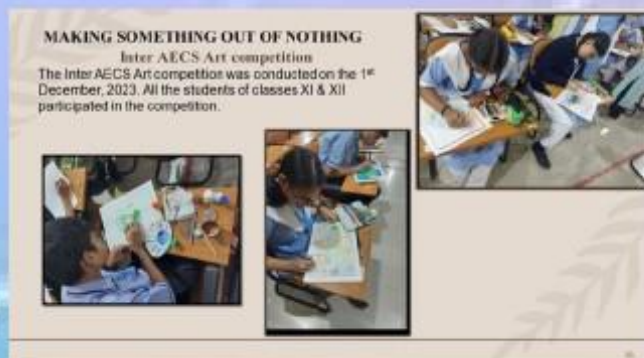 MAKING SOMETHING OUT OF NOTHING
Inter AECS Art competition
The Inter AECS Art competition was conducted on the 1st
December, 2023. All the students of classes XI & XII
participated in the competition.